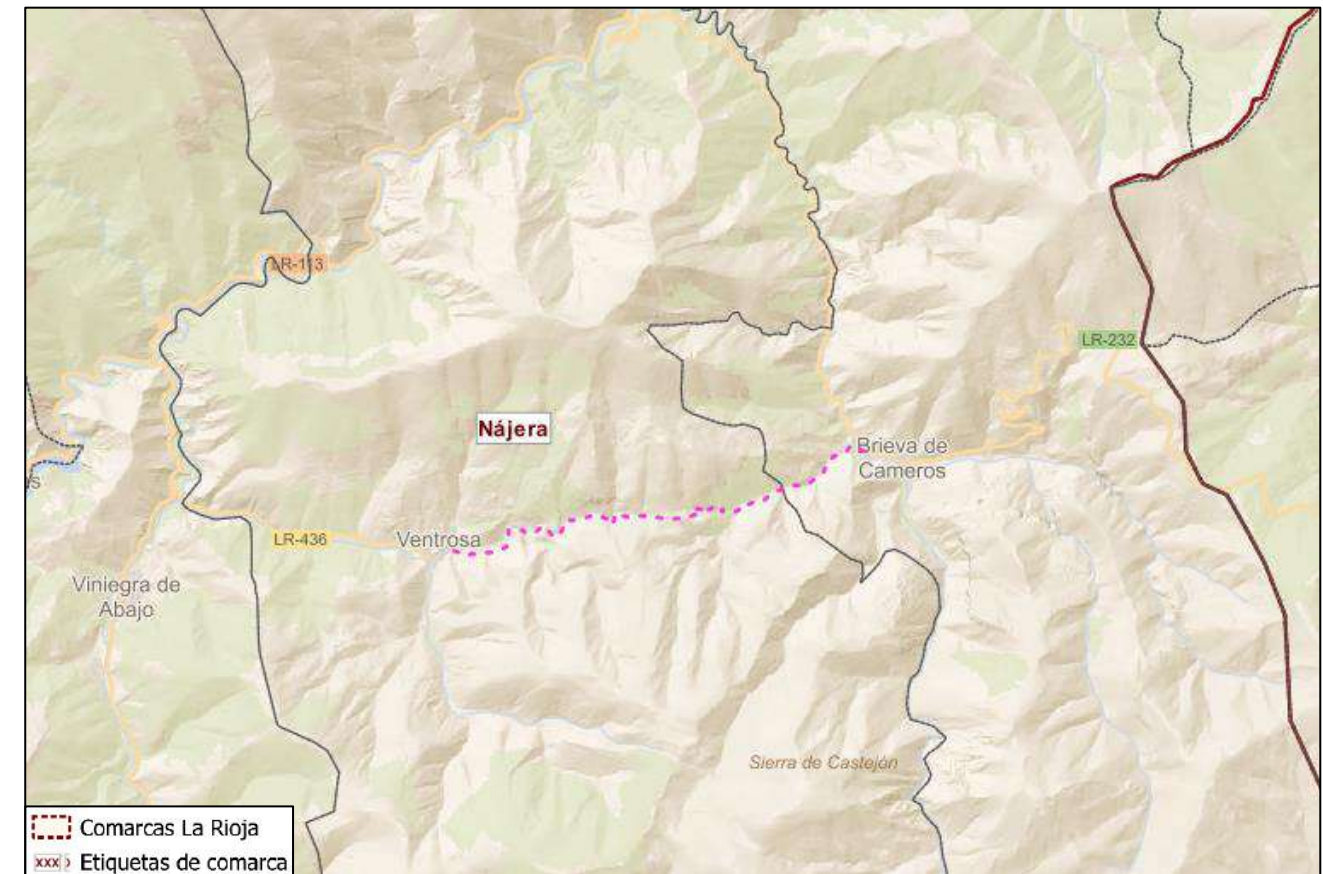 LR-113
LR-232
Nájera
Brieva de
Cameros
LR-436
Ventrosa
Viniegra de
Abajo
Sierra de Castejón
Comarcas La Rioja
xxx
Etiquetas de comarca